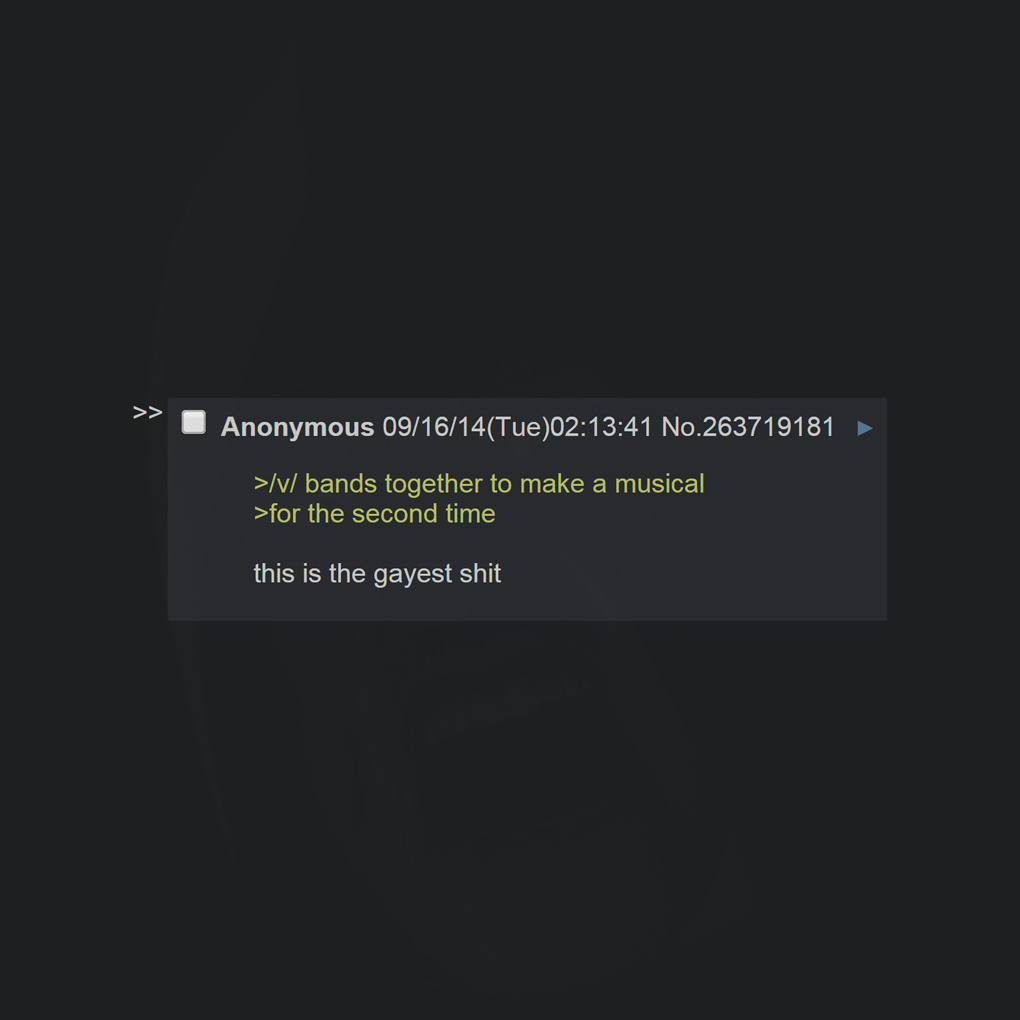 >>
Anonymous 09/16/14(Tue)02:13:41 No.263719181 ▶
>/v/ bands together to make a musical
>for the second time
this is the gayest shit